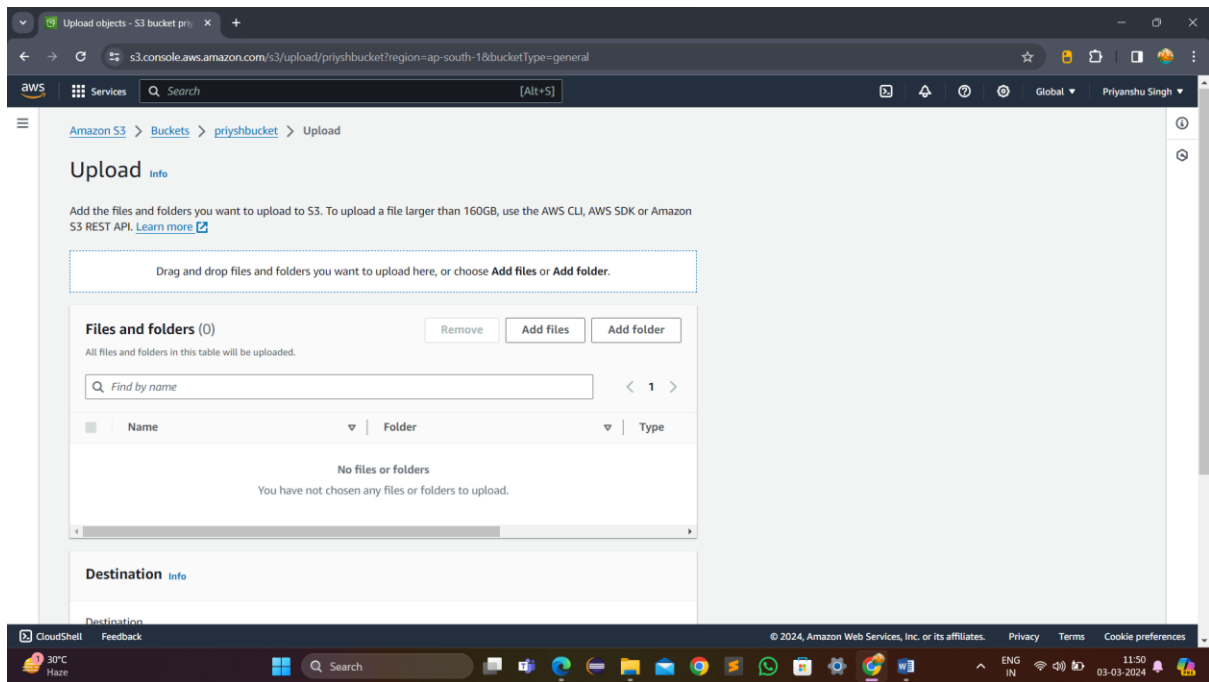 Upload objects - S3 bucket priy
s3.console.aws.amazon.com/s3/upload/priyshbucket?region=ap-south-1&bucketType=general
aws Services Search [Alt+S] Global Priyanshu Singh
Amazon S3 > Buckets > priyshbucket > Upload
Upload Info
Add the files and folders you want to upload to S3. To upload a file larger than 160GB, use the AWS CLI, AWS SDK or Amazon
S3 REST API. Learn more
Drag and drop files and folders you want to upload here, or choose Add files or Add folder.
Files and folders (0) Remove Add files Add folder
All files and folders in this table will be uploaded.
Find by name < 1 >
Name Folder Type
No files or folders
You have not chosen any files or folders to upload.
Destination Info
Destination
CloudShell Feedback © 2024, Amazon Web Services, Inc. or its affiliates. Privacy Terms Cookie preferences
1 30°C Search ENG 11:50
Haze IN 03-03-2024